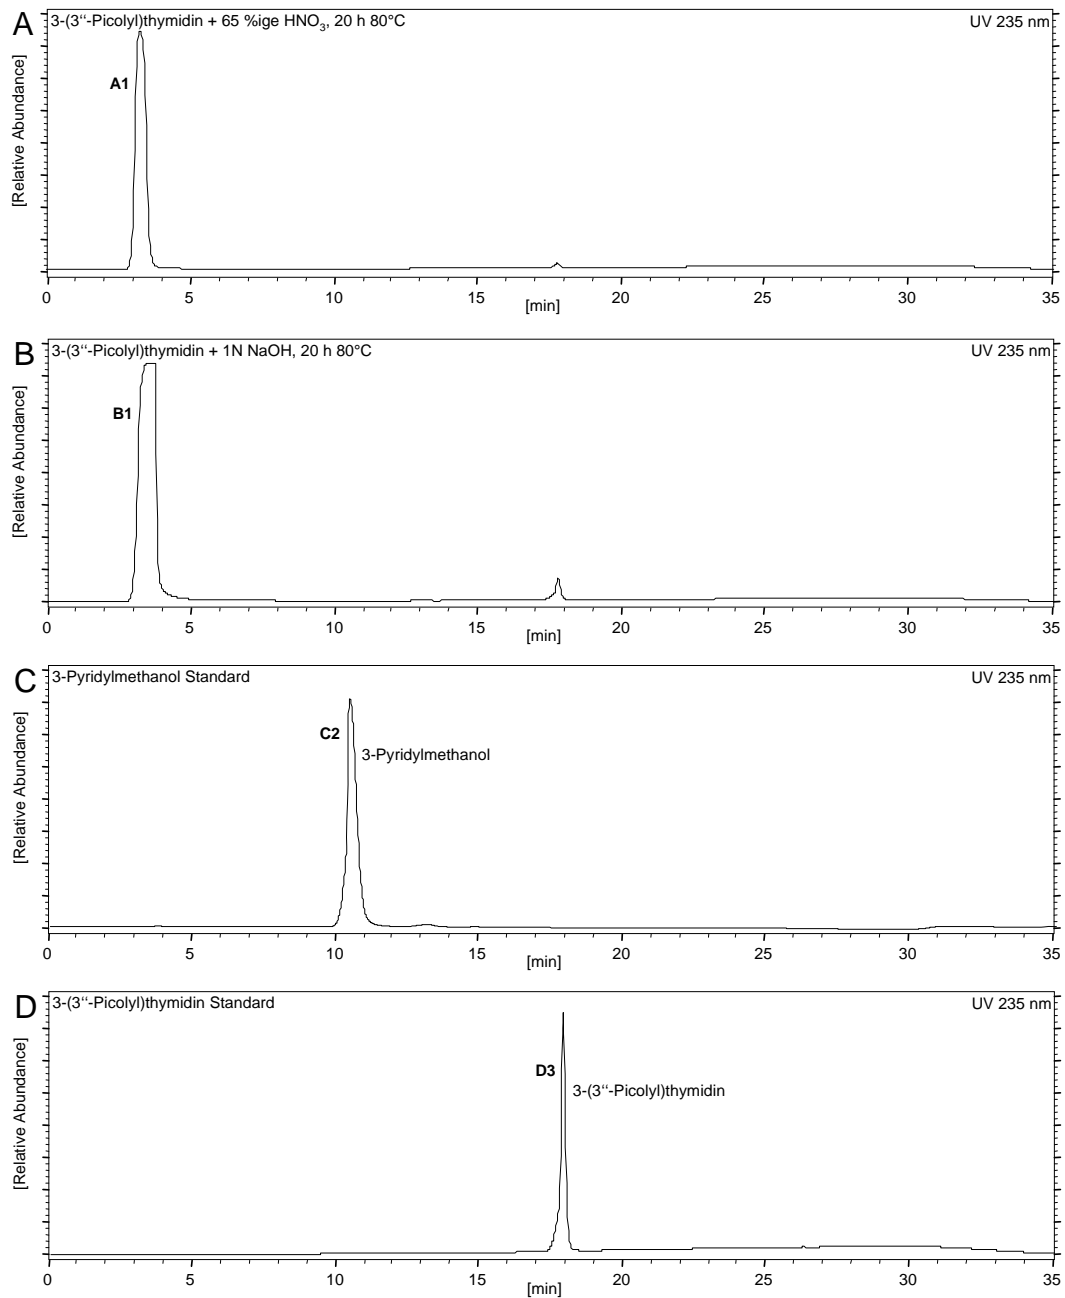 A
3-(3“-Picolyl)thymidin + 65 %ige HNO3, 20 h 80°C
UV 235 nm
[Relative Abundance]
A1
0 5 10 15 20 25 30 35
[min]
B
3-(3“-Picolyl)thymidin + 1N NaOH, 20 h 80°C
UV 235 nm
[Relative Abundance]
B1
0 5 10 15 20 25 30 35
[min]
C
3-Pyridylmethanol Standard
UV 235 nm
[Relative Abundance]
C2
3-Pyridylmethanol
0 5 10 15 20 25 30 35
[min]
D
3-(3“-Picolyl)thymidin Standard
UV 235 nm
[Relative Abundance]
D3
3-(3“-Picolyl)thymidin
0 5 10 15 20 25 30 35
[min]